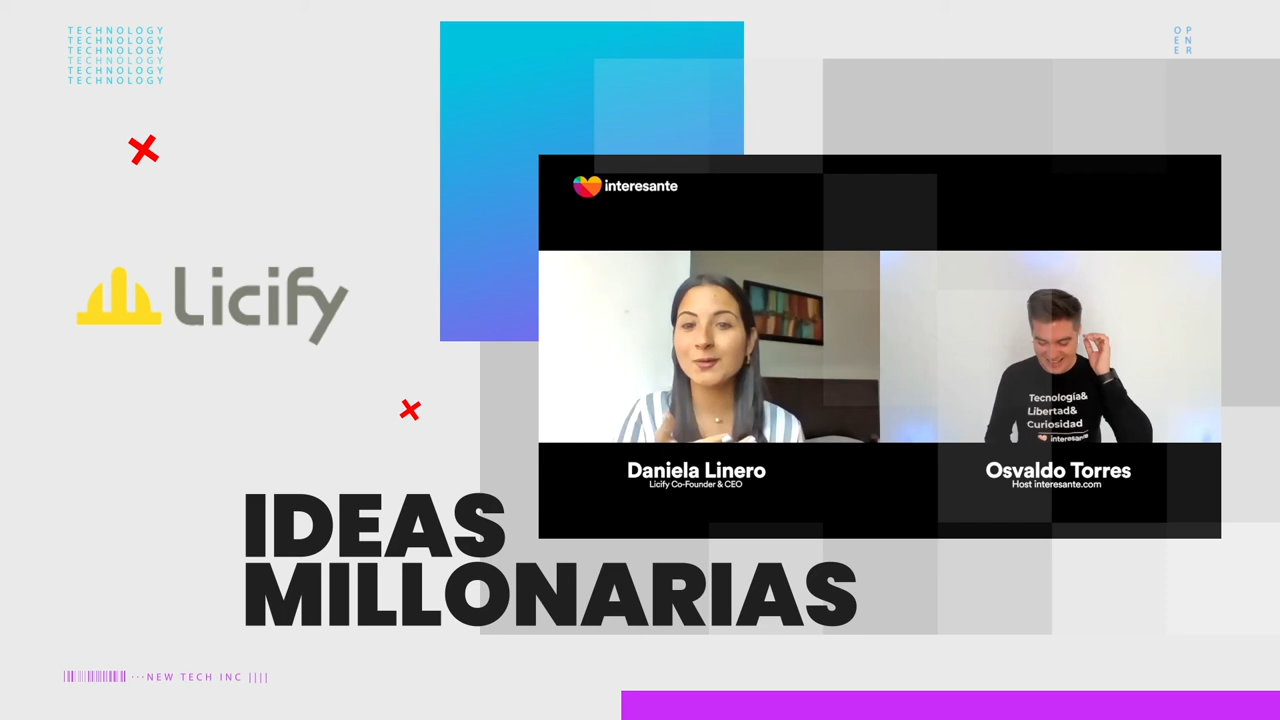 TECHNOLOGY
TECHNOLOGY
TECHNOLOGY
TECHNOLOGY
TECHNOLOGY
TECHNOLOGY
OP
EN
ER
interesante
Licify
Tecnología&
Libertad&
Curiosidad
interesante
Daniela Linero
Licify Co-Founder & CEO
Osvaldo Torres
Host interesante.com
IDEAS
MILLONARIAS
···NEW TECH INC ||||